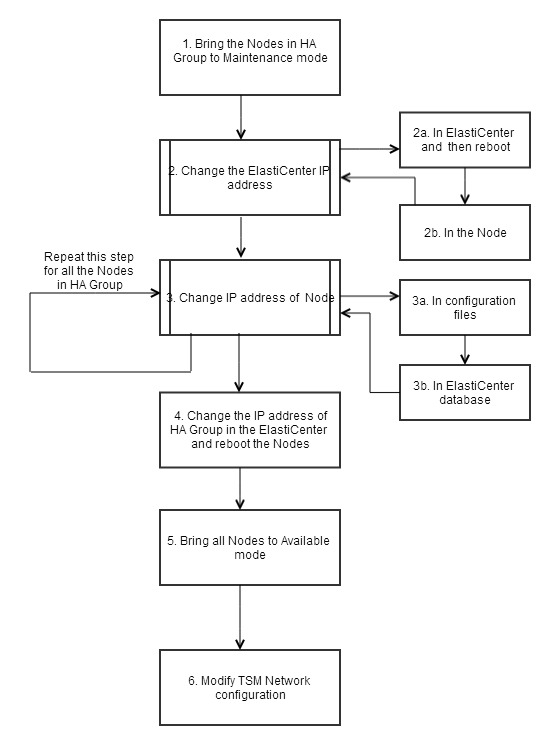 1. Bring the Nodes in HA
Group to Maintenance mode
2. Change the ElastiCenter IP
address
2a. In ElastiCenter
and then reboot
2b. In the Node
Repeat this step
for all the Nodes
in HA Group
3. Change IP address of Node
3a. In configuration
files
3b. In ElastiCenter
database
4. Change the IP address of
HA Group in the ElastiCenter
and reboot the Nodes
5. Bring all Nodes to Available
mode
6. Modify TSM Network
configuration